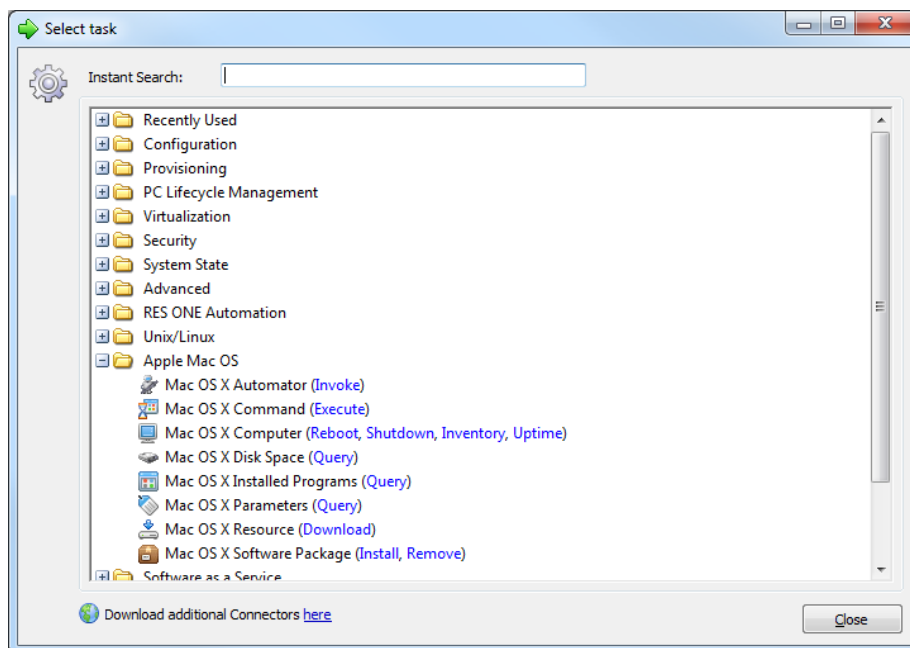 Select task
Instant Search:
Recently Used
Configuration
Provisioning
PC Lifecycle Management
Virtualization
Security
System State
Advanced
RES ONE Automation
Unix/Linux
Apple Mac OS
Mac OS X Automator (Invoke)
Mac OS X Command (Execute)
Mac OS X Computer (Reboot, Shutdown, Inventory, Uptime)
Mac OS X Disk Space (Query)
Mac OS X Installed Programs (Query)
Mac OS X Parameters (Query)
Mac OS X Resource (Download)
Mac OS X Software Package (Install, Remove)
Software as a Service
Download additional Connectors here
Close